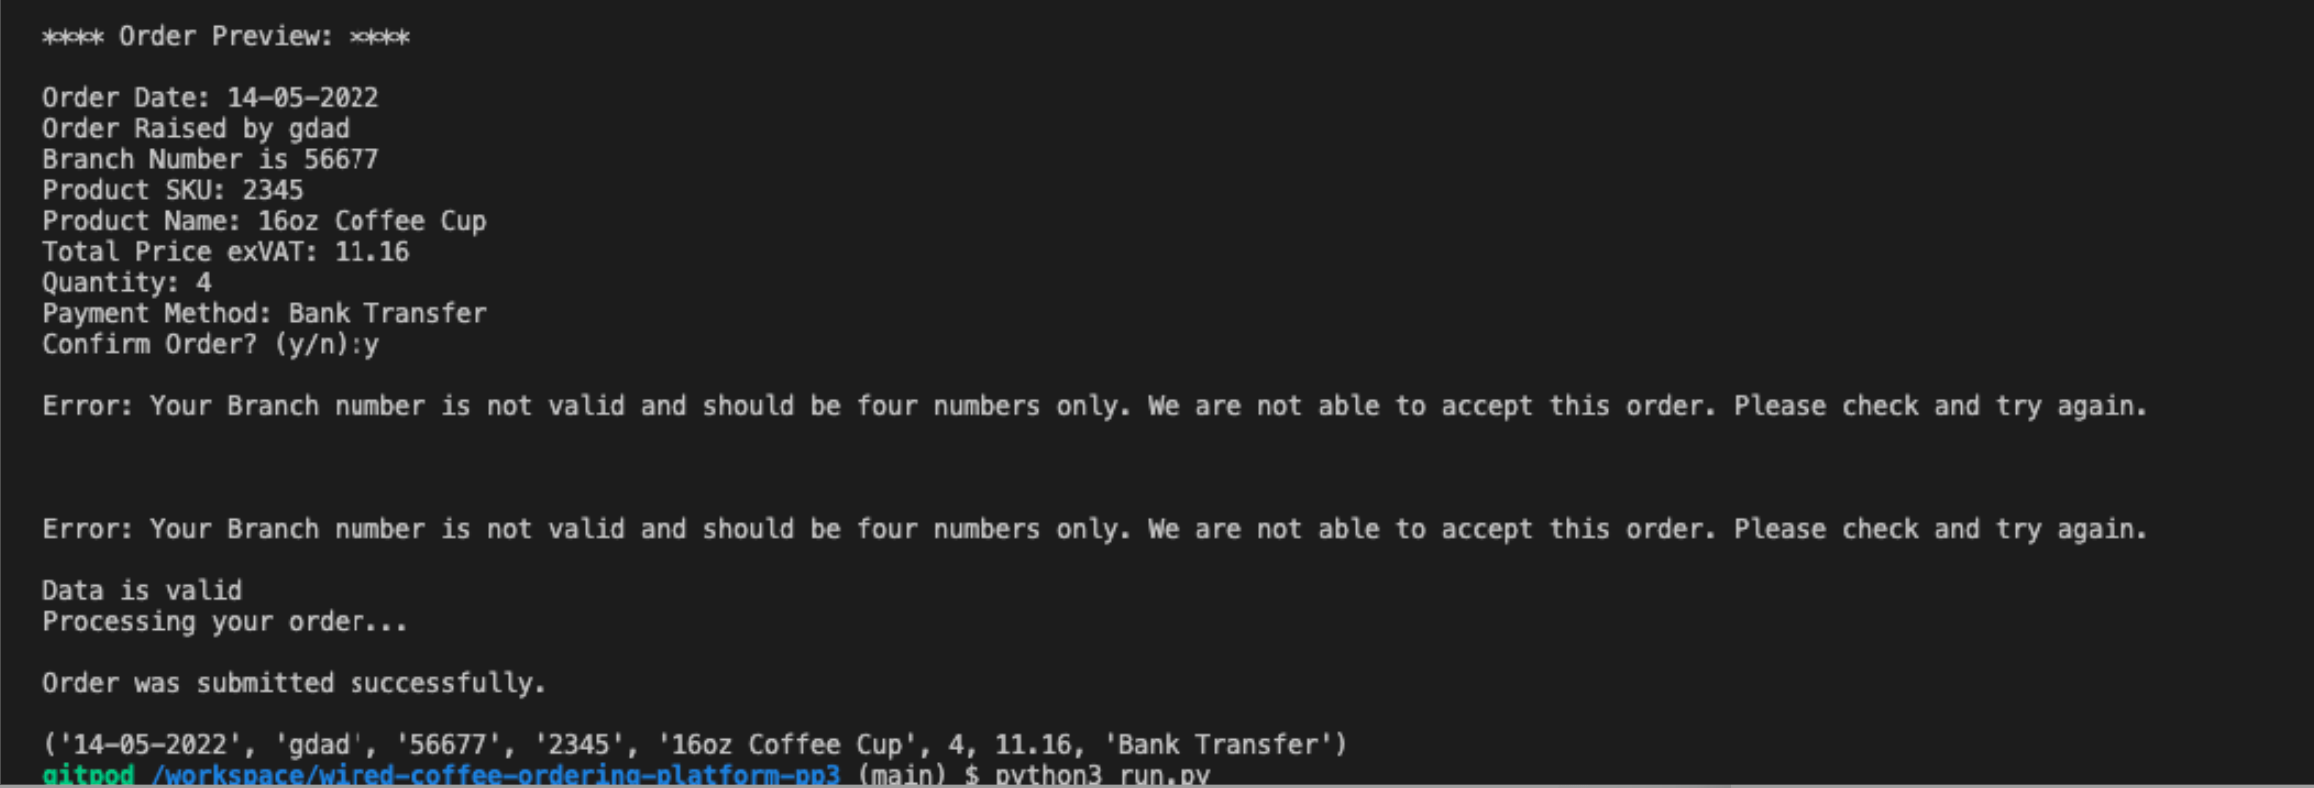 **** Order Preview: ****
Order Date: 14-05-2022
Order Raised by gdad
Branch Number is 56677
Product SKU: 2345
Product Name: 16oz Coffee Cup
Total Price exVAT: 11.16
Quantity: 4
Payment Method: Bank Transfer
Confirm Order? (y/n):y
Error: Your Branch number is not valid and should be four numbers only. We are not able to accept this order. Please check and try again.
Error: Your Branch number is not valid and should be four numbers only. We are not able to accept this order. Please check and try again.
Data is valid
Processing your order...
Order was submitted successfully.
('14-05-2022', 'gdad', '56677', '2345', '16oz Coffee Cup', 4, 11.16, 'Bank Transfer')
gitpod /workspace/wired-coffee-ordering-platform-pp3 (main) $ python3 run.py